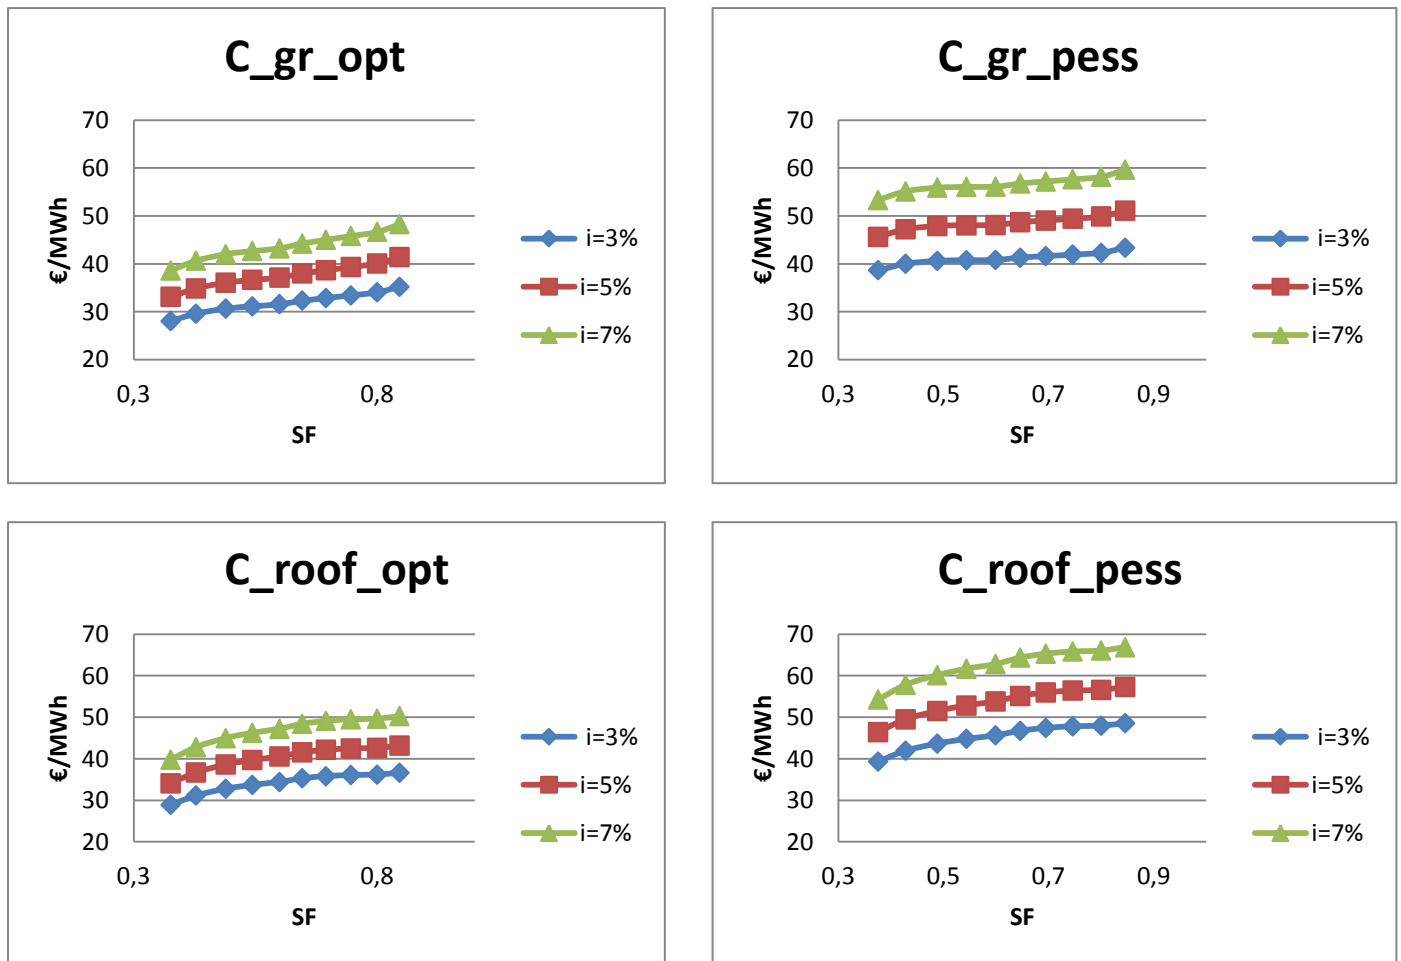 C_gr_opt
70
60
50
40
30
20
€/MWh
0,3
0,8
SF
i=3%
i=5%
i=7%
C_gr_pess
70
60
50
40
30
20
€/MWh
0,3
0,5
0,7
0,9
SF
i=3%
i=5%
i=7%
C_roof_opt
70
60
50
40
30
20
€/MWh
0,3
0,8
SF
i=3%
i=5%
i=7%
C_roof_pess
70
60
50
40
30
20
€/MWh
0,3
0,5
0,7
0,9
SF
i=3%
i=5%
i=7%